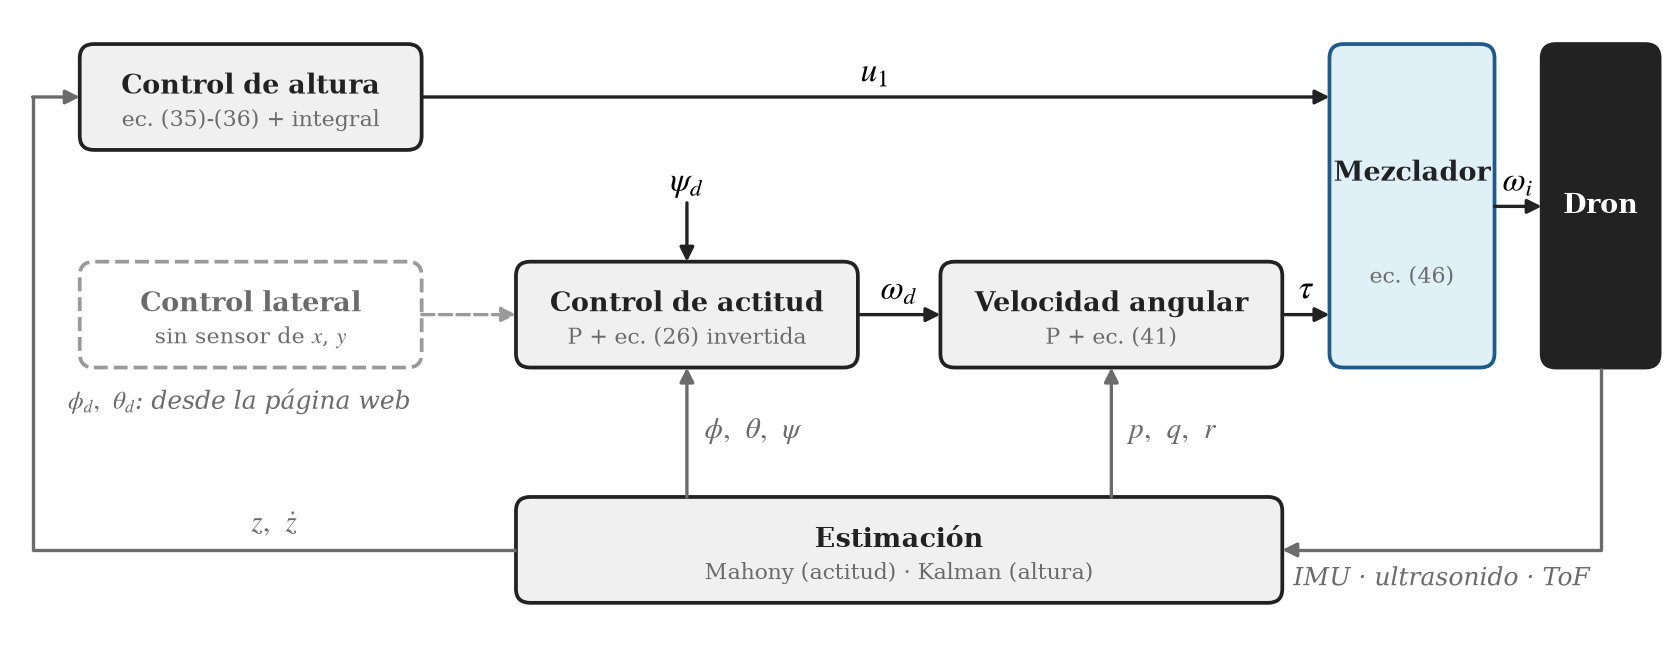 Control de altura
ec. (35)-(36) + integral
u₁
Mezclador
ec. (46)
ωᵢ
Dron
ψ_d
Control lateral
sin sensor de x, y
ϕ_d, θ_d: desde la página web
Control de actitud
P + ec. (26) invertida
ω_d
Velocidad angular
P + ec. (41)
τ
ϕ, θ, ψ
p, q, r
z, ż
Estimación
Mahony (actitud) · Kalman (altura)
IMU · ultrasonido · ToF